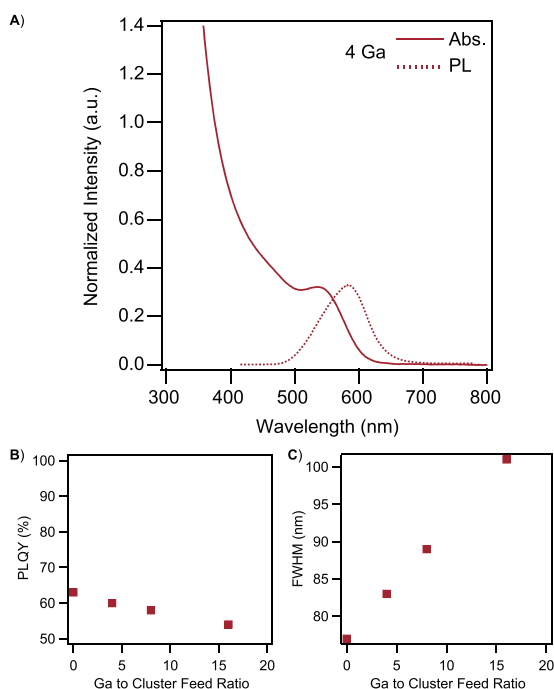 A)
4 Ga
Abs.
PL
Normalized Intensity (a.u.)
1.4
1.2
1.0
0.8
0.6
0.4
0.2
0.0
300 400 500 600 700 800
Wavelength (nm)
B)
PLQY (%)
100
90
80
70
60
50
0 5 10 15 20
Ga to Cluster Feed Ratio
C)
FWHM (nm)
100
95
90
85
80
0 5 10 15 20
Ga to Cluster Feed Ratio